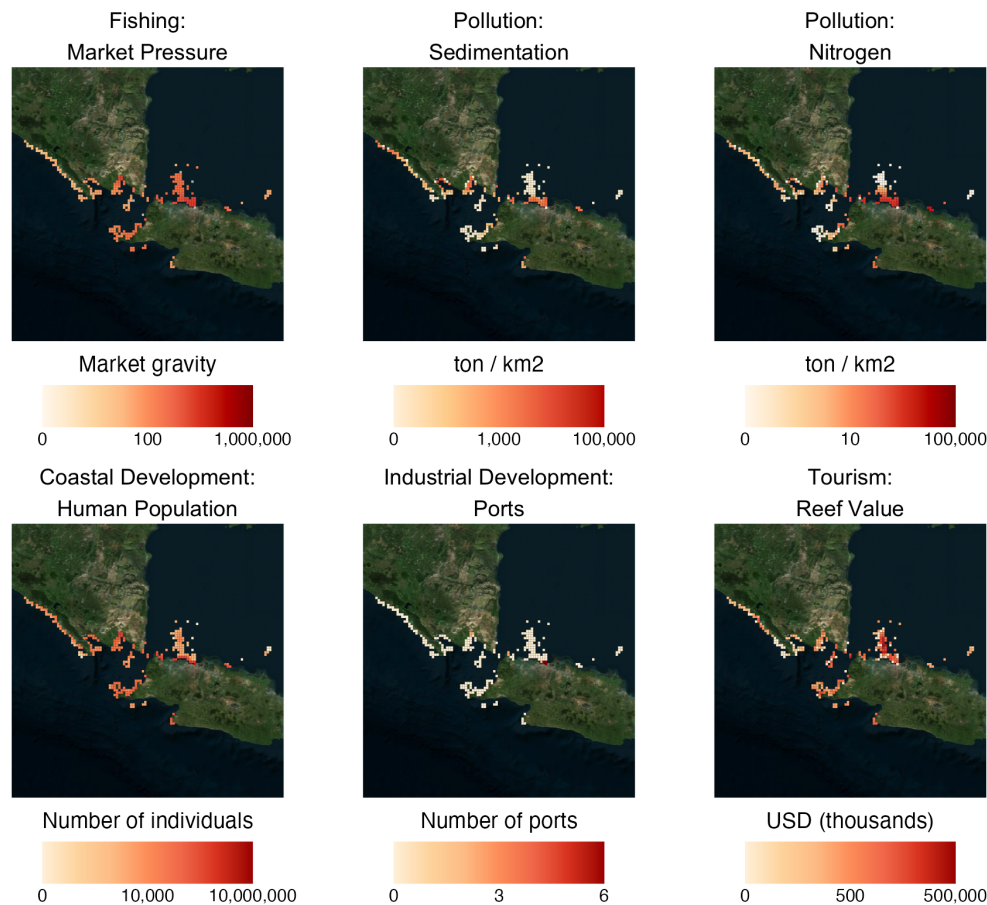 Fishing:
Market Pressure
Pollution:
Sedimentation
Pollution:
Nitrogen
Market gravity
0 100 1,000,000
ton / km2
0 1,000 100,000
ton / km2
0 10 100,000
Coastal Development:
Human Population
Industrial Development:
Ports
Tourism:
Reef Value
Number of individuals
0 10,000 10,000,000
Number of ports
0 3 6
USD (thousands)
0 500 500,000